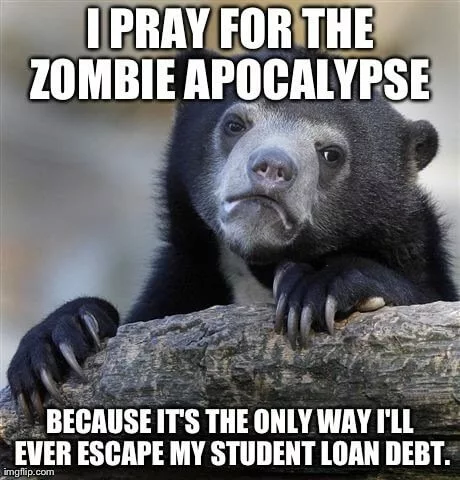 I PRAY FOR THE
ZOMBIE APOCALYPSE
BECAUSE IT'S THE ONLY WAY I'LL
EVER ESCAPE MY STUDENT LOAN DEBT.
imgflip.com